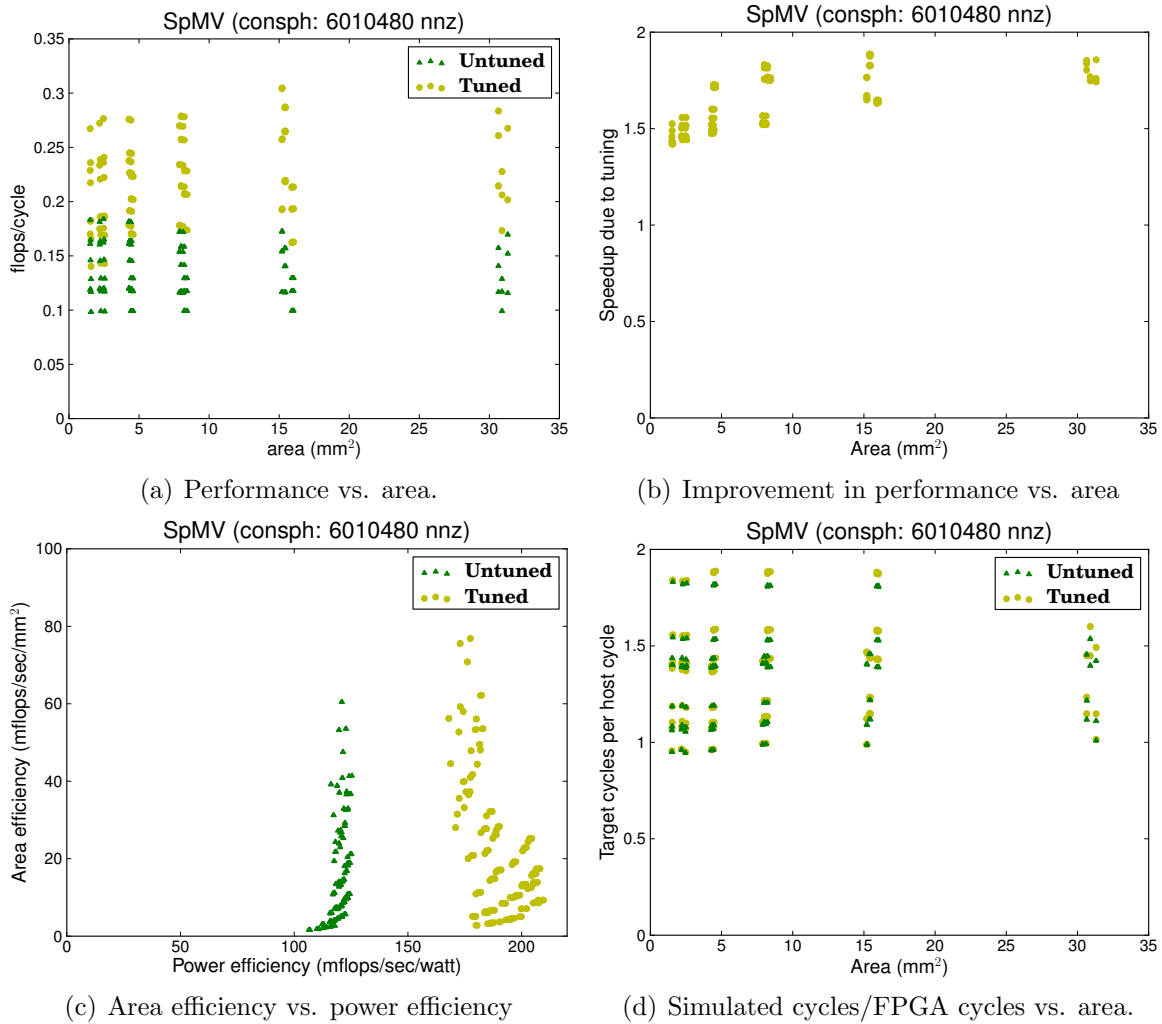 SpMV (consph: 6010480 nnz)
0.35
0.3
0.25
0.2
0.15
0.1
0.05
0
flops/cycle
Untuned
Tuned
0 5 10 15 20 25 30 35
area (mm²)
(a) Performance vs. area.
SpMV (consph: 6010480 nnz)
2
1.5
1
0.5
0
Speedup due to tuning
0 5 10 15 20 25 30 35
Area (mm²)
(b) Improvement in performance vs. area
SpMV (consph: 6010480 nnz)
100
80
60
40
20
0
Area efficiency (mflops/sec/mm²)
Untuned
Tuned
0 50 100 150 200
Power efficiency (mflops/sec/watt)
(c) Area efficiency vs. power efficiency
SpMV (consph: 6010480 nnz)
2
1.5
1
0.5
0
Target cycles per host cycle
Untuned
Tuned
0 5 10 15 20 25 30 35
Area (mm²)
(d) Simulated cycles/FPGA cycles vs. area.